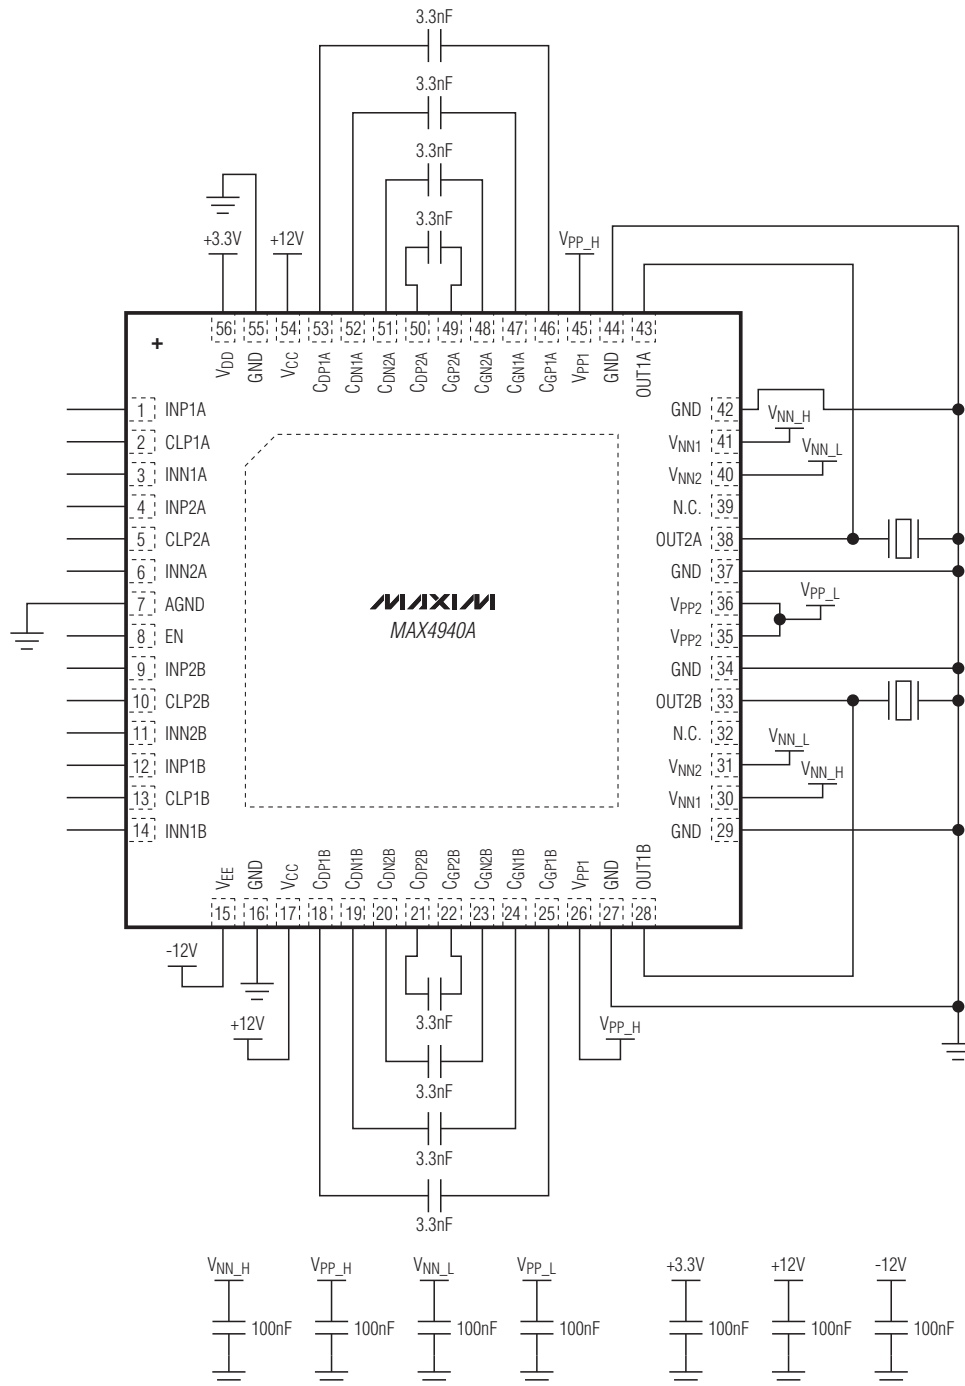 3.3nF
3.3nF
3.3nF
3.3nF
+3.3V +12V VPP_H
56 55 54 53 52 51 50 49 48 47 46 45 44 43
+
VDD GND VCC CDP1A CDN1A CDN2A CDP2A CGP2A CGN2A CGN1A CGP1A VPP1 GND OUT1A
1 INP1A GND 42
VNN_H
2 CLP1A VNN1 41
VNN_L
3 INN1A VNN2 40
4 INP2A N.C. 39
5 CLP2A OUT2A 38
6 INN2A GND 37
VPP_L
7 AGND VPP2 36
MAXIM
MAX4940A
8 EN VPP2 35
9 INP2B GND 34
10 CLP2B OUT2B 33
11 INN2B N.C. 32
VNN_L
12 INP1B VNN2 31
VNN_H
13 CLP1B VNN1 30
14 INN1B GND 29
VEE GND VCC CDP1B CDN1B CDN2B CDP2B CGP2B CGN2B CGN1B CGP1B VPP1 GND OUT1B
15 16 17 18 19 20 21 22 23 24 25 26 27 28
-12V
3.3nF
+12V VPP_H
3.3nF
3.3nF
3.3nF
VNN_H VPP_H VNN_L VPP_L +3.3V +12V -12V
100nF 100nF 100nF 100nF 100nF 100nF 100nF